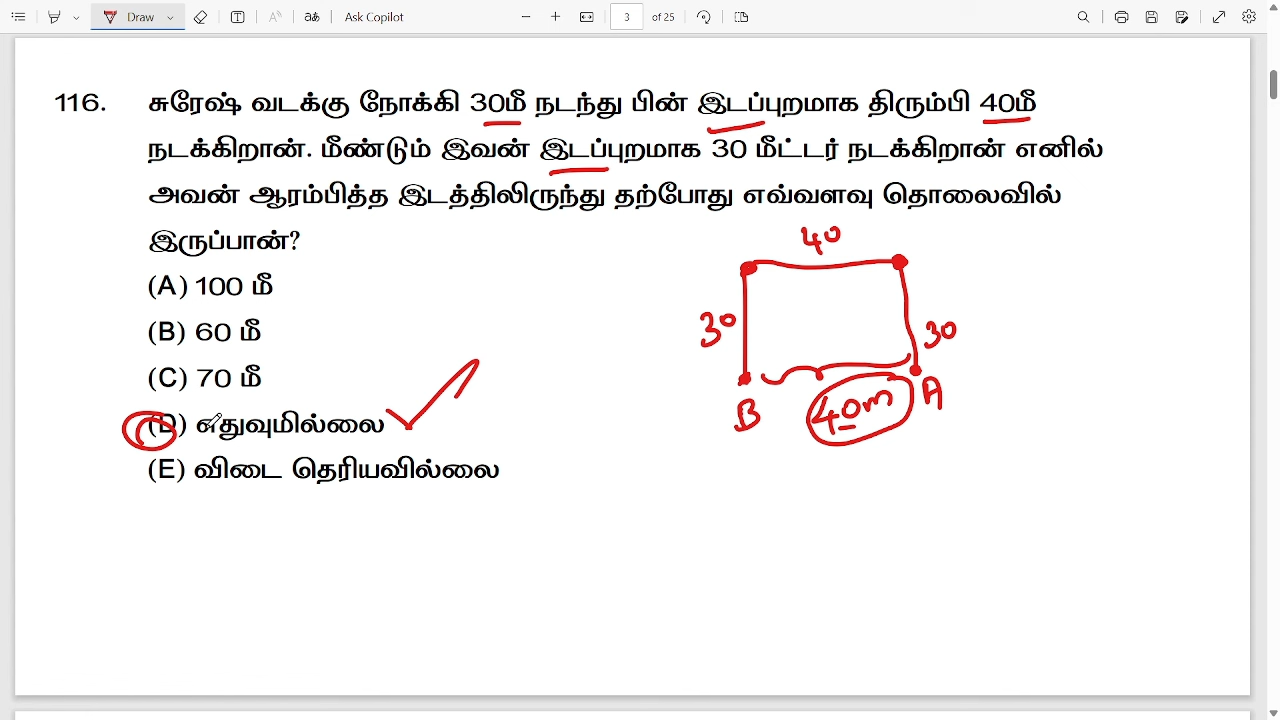 Draw
Ask Copilot
3 of 25
116. சுரேஷ் வடக்கு நோக்கி 30மீ நடந்து பின் இடப்புறமாக திரும்பி 40மீ
நடக்கிறான். மீண்டும் இவன் இடப்புறமாக 30 மீட்டர் நடக்கிறான் எனில்
அவன் ஆரம்பித்த இடத்திலிருந்து தற்போது எவ்வளவு தொலைவில்
இருப்பான்?
(A) 100 மீ
(B) 60 மீ
(C) 70 மீ
(D) எதுவுமில்லை
(E) விடை தெரியவில்லை
40
30
30
B
40m
A